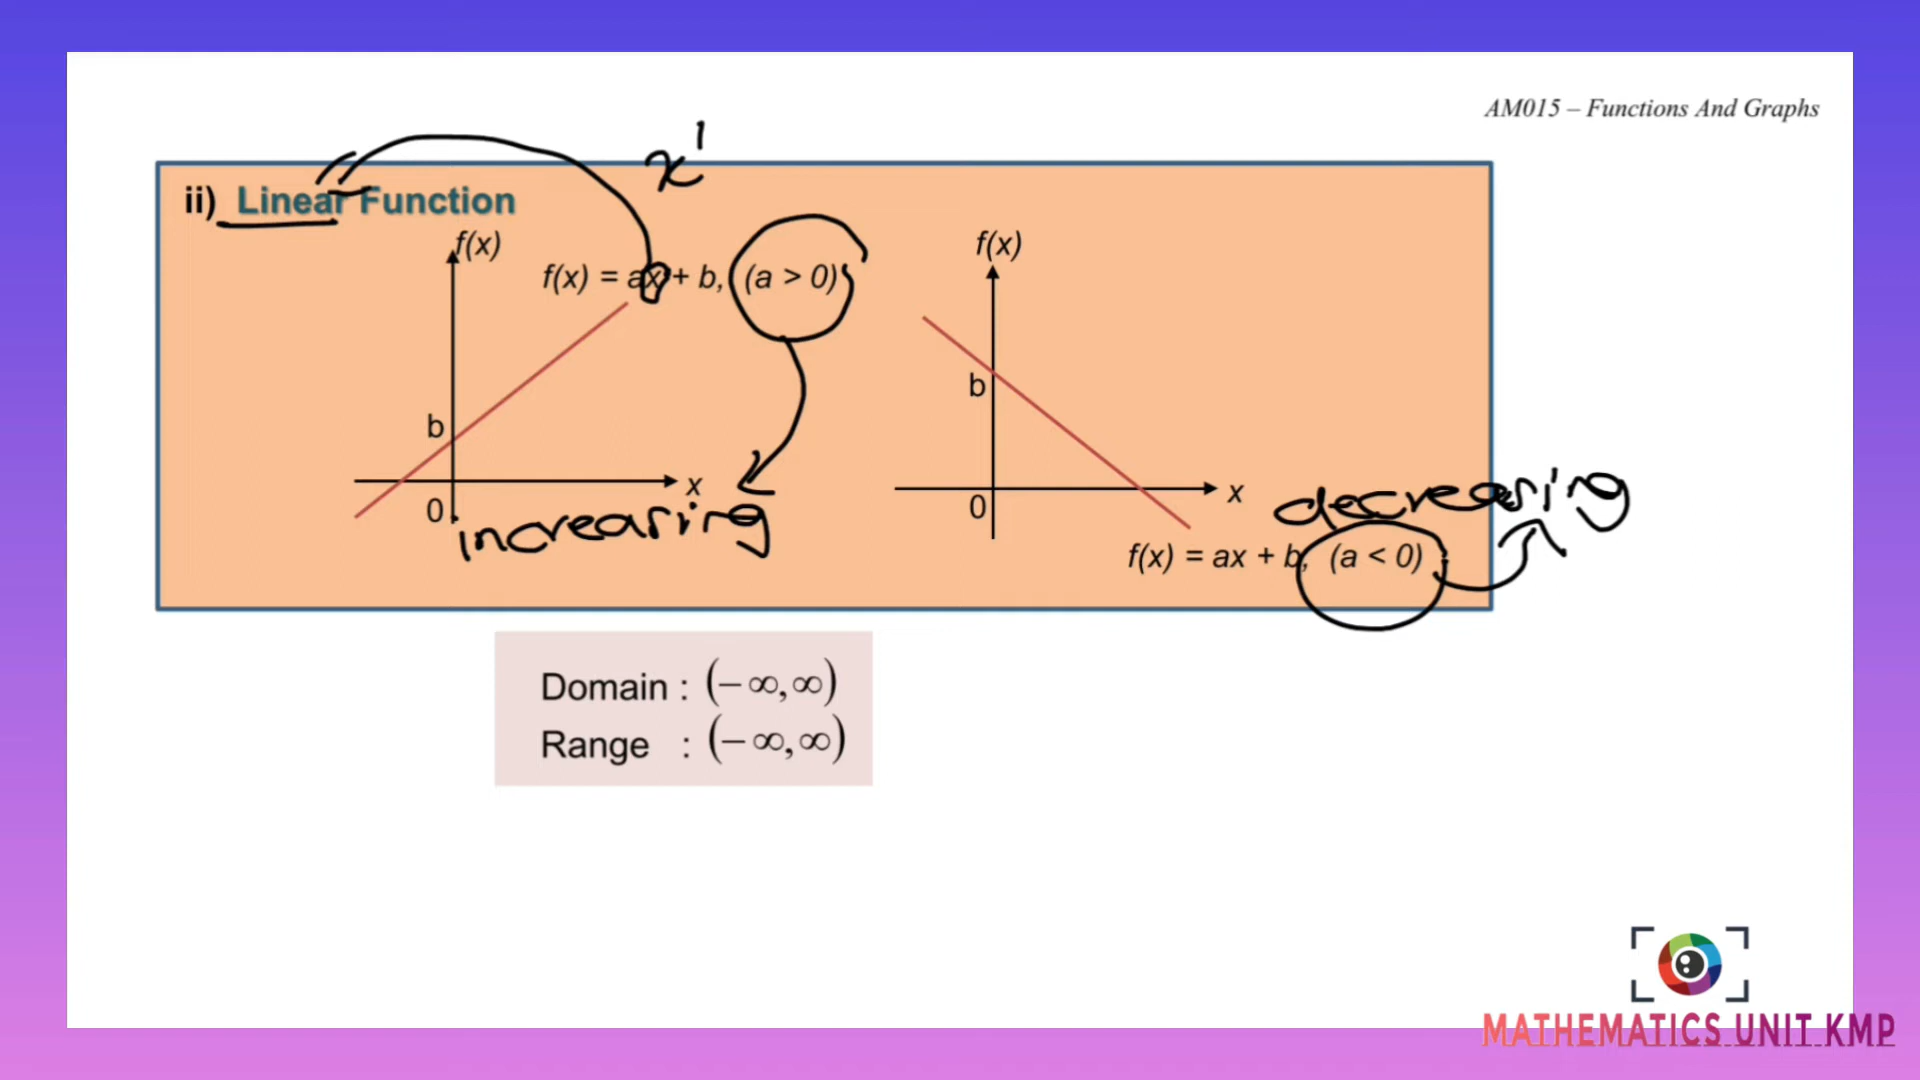 AM015 – Functions And Graphs
x¹
ii) Linear Function
f(x)
f(x) = ax + b, (a > 0)
b
x
0
increasing
f(x)
b
x
0
decreasing
f(x) = ax + b, (a < 0)
Domain : (– ∞, ∞)
Range : (– ∞, ∞)
MATHEMATICS UNIT KMP